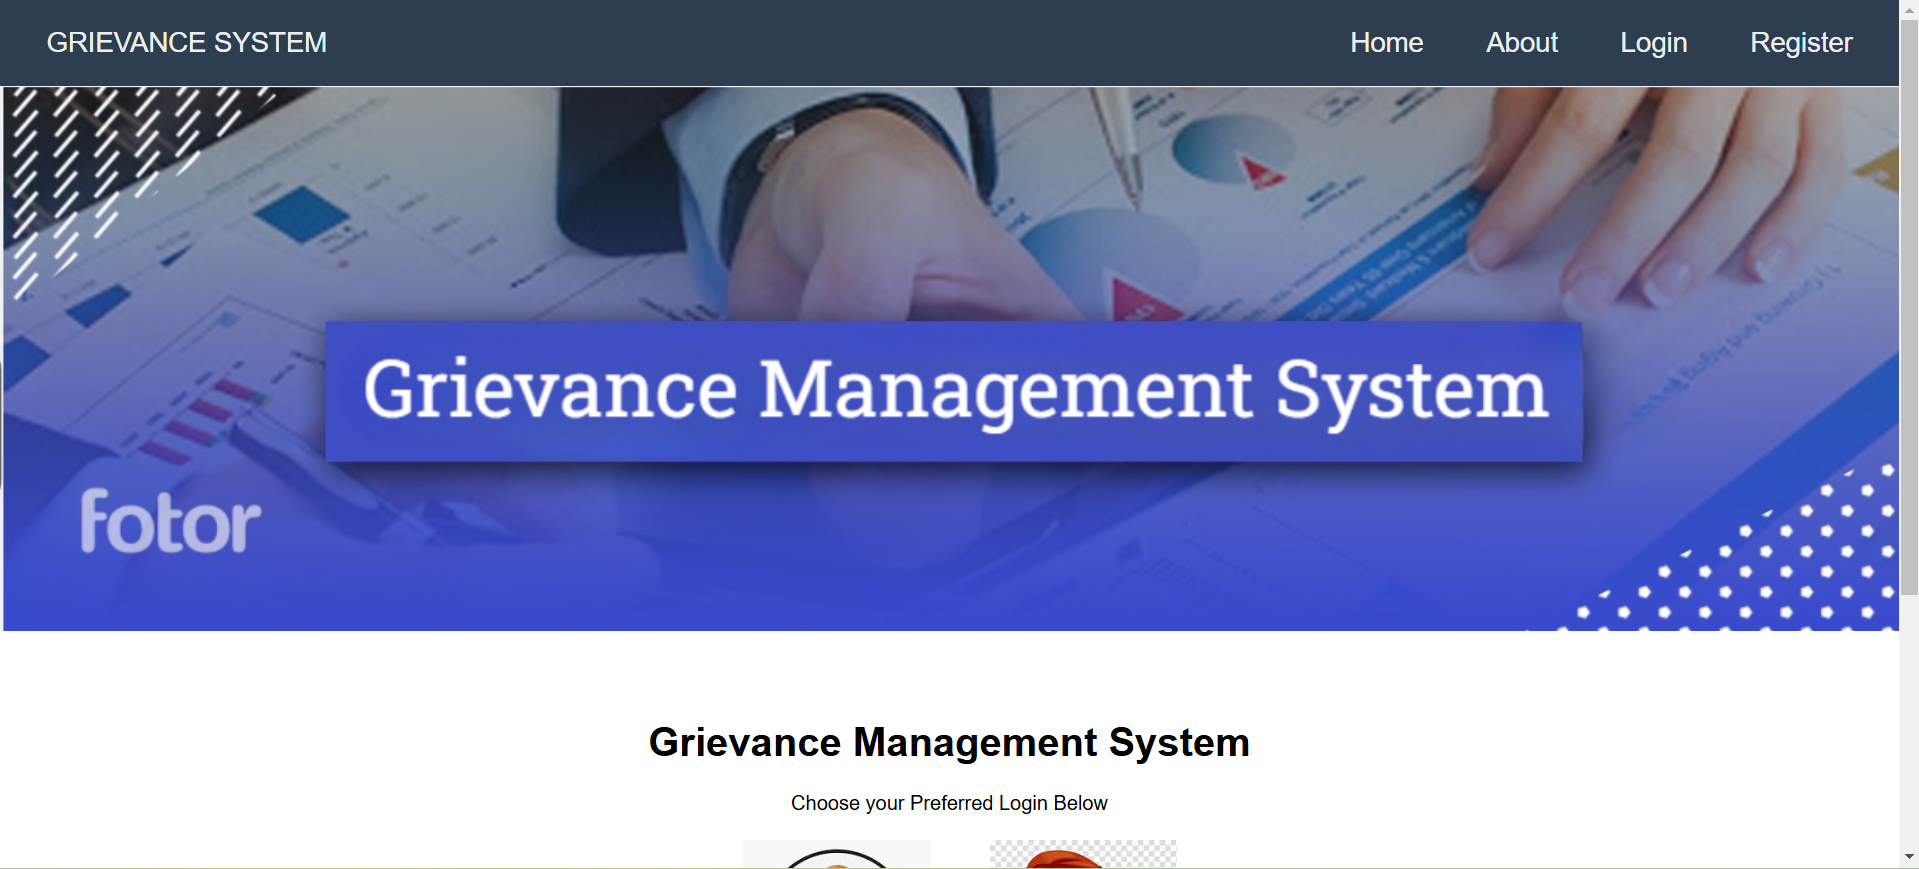 GRIEVANCE SYSTEM
Home
About
Login
Register
Grievance Management System
fotor
Grievance Management System
Choose your Preferred Login Below